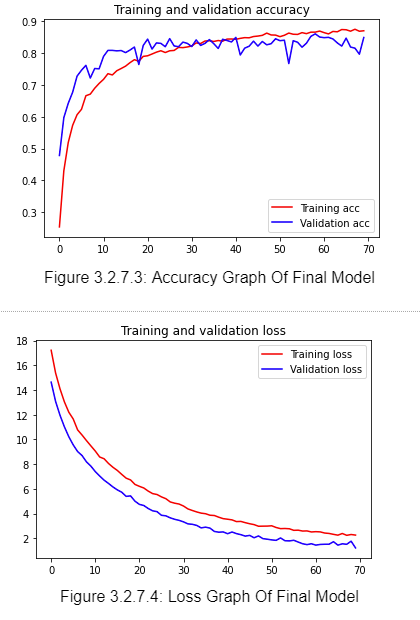 Training and validation accuracy
0.9
0.8
0.7
0.6
0.5
0.4
0.3
Training acc
Validation acc
0 10 20 30 40 50 60 70
Figure 3.2.7.3: Accuracy Graph Of Final Model
Training and validation loss
18
16
14
12
10
8
6
4
2
Training loss
Validation loss
0 10 20 30 40 50 60 70
Figure 3.2.7.4: Loss Graph Of Final Model